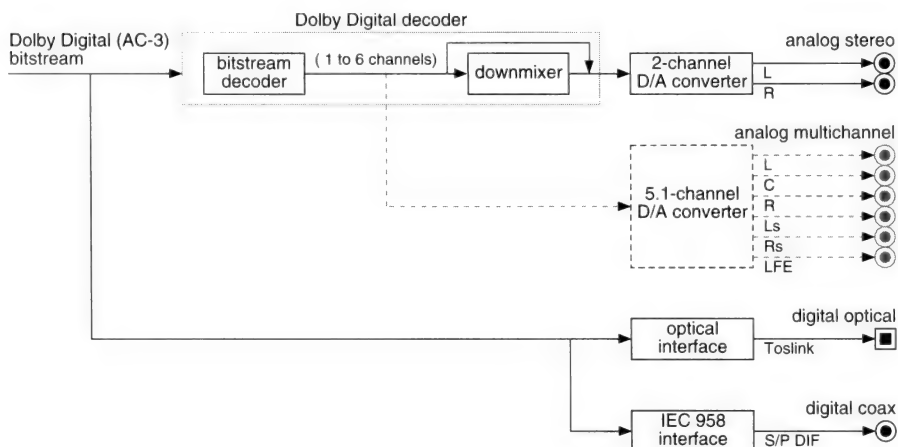 Dolby Digital decoder
Dolby Digital (AC-3)
bitstream
bitstream
decoder
( 1 to 6 channels)
downmixer
2-channel
D/A converter
analog stereo
L
R
analog multichannel
5.1-channel
D/A converter
L
C
R
Ls
Rs
LFE
digital optical
optical
interface
Toslink
digital coax
IEC 958
interface
S/P DIF